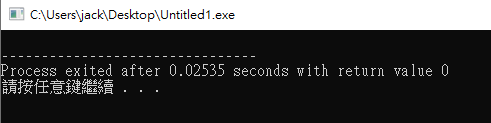 C:\Users\jack\Desktop\Untitled1.exe
--------------------------------
Process exited after 0.02535 seconds with return value 0
請按任意鍵繼續 . . .